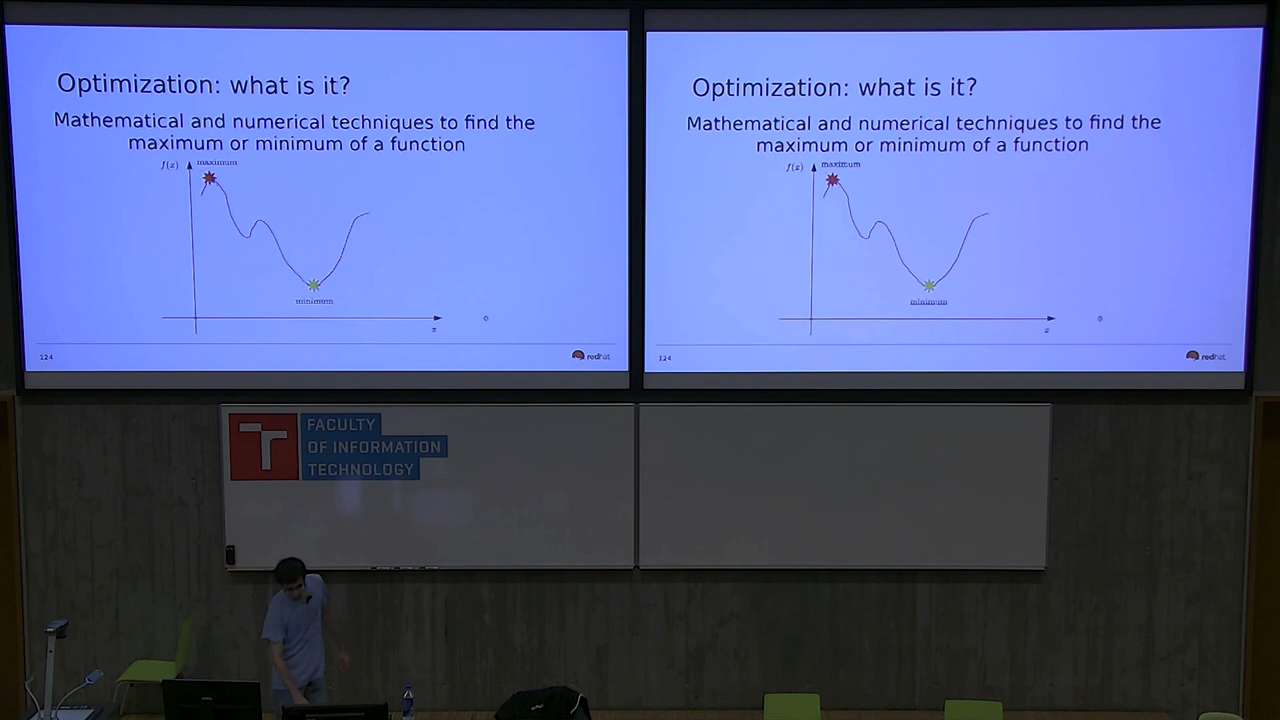 Optimization: what is it?
Mathematical and numerical techniques to find the
maximum or minimum of a function
f(x)
maximum
minimum
x
124
redhat
Optimization: what is it?
Mathematical and numerical techniques to find the
maximum or minimum of a function
f(x)
maximum
minimum
x
124
redhat
FACULTY
OF INFORMATION
TECHNOLOGY